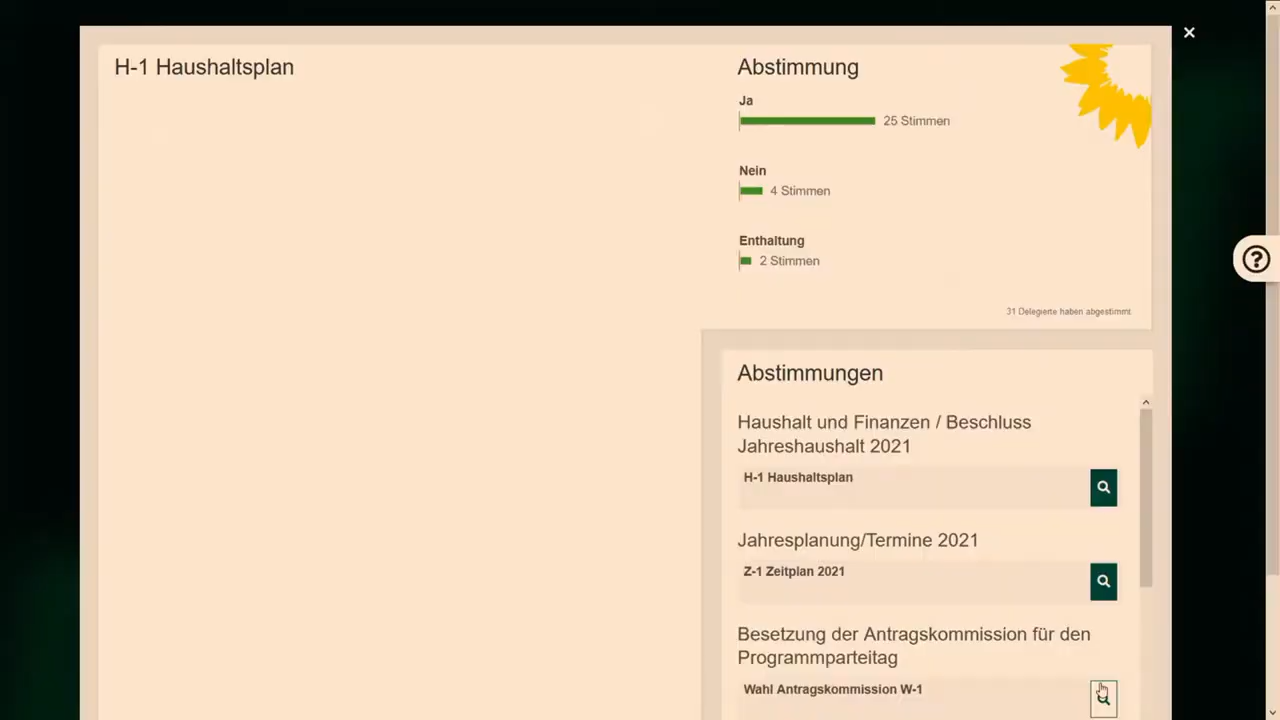 H-1 Haushaltsplan
Abstimmung
Ja
25 Stimmen
Nein
4 Stimmen
Enthaltung
2 Stimmen
31 Delegierte haben abgestimmt
Abstimmungen
Haushalt und Finanzen / Beschluss
Jahreshaushalt 2021
H-1 Haushaltsplan
Jahresplanung/Termine 2021
Z-1 Zeitplan 2021
Besetzung der Antragskommission für den
Programmparteitag
Wahl Antragskommission W-1